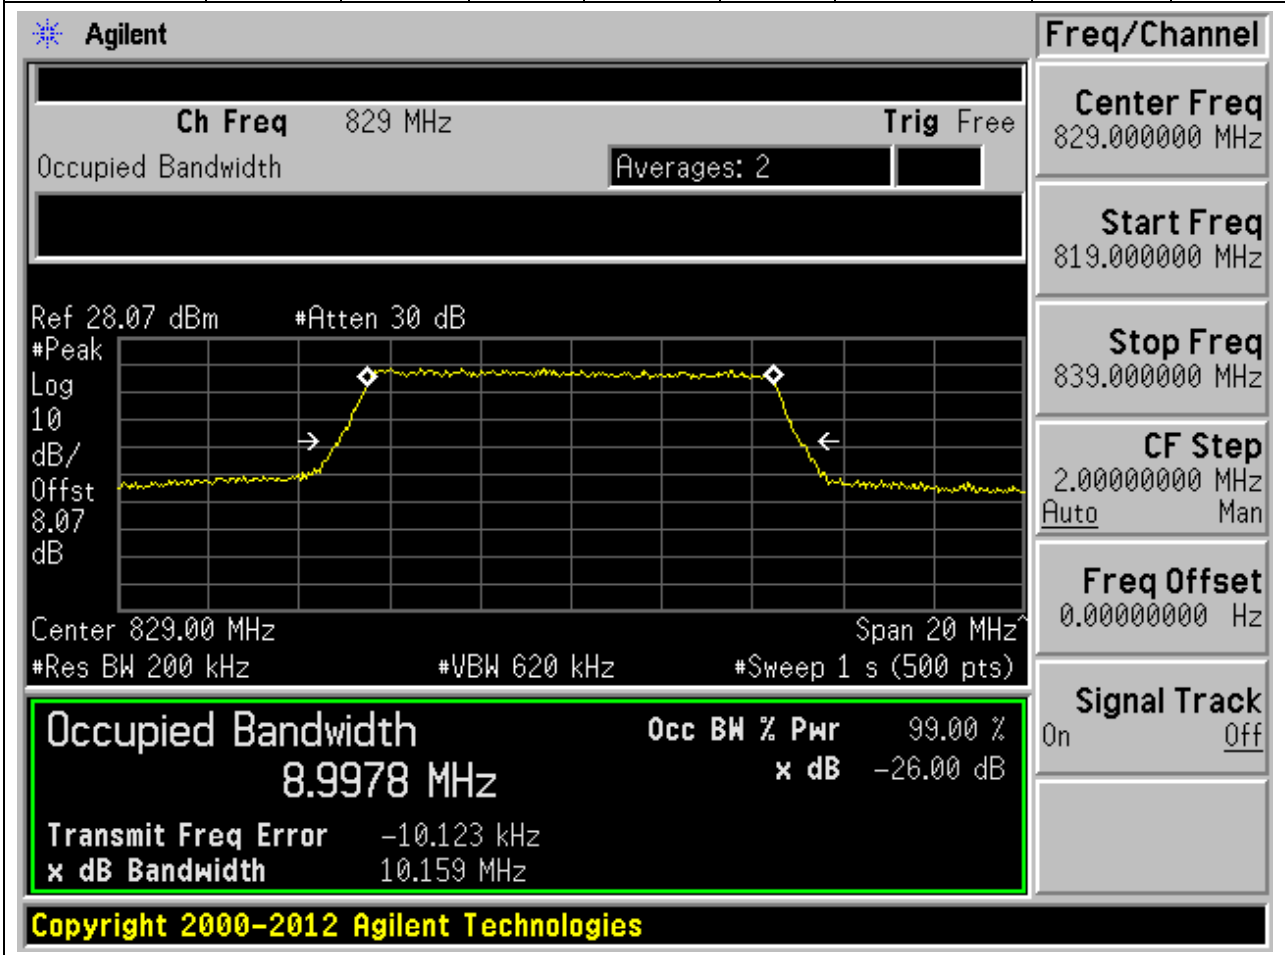 Agilent
Freq/Channel
Ch Freq 829 MHz Trig Free
Occupied Bandwidth Averages: 2
Center Freq
829.000000 MHz
Start Freq
819.000000 MHz
Stop Freq
839.000000 MHz
CF Step
2.00000000 MHz
Auto Man
Freq Offset
0.00000000 Hz
Signal Track
On Off
Ref 28.07 dBm #Atten 30 dB
#Peak
Log
10
dB/
Offst
8.07
dB
Center 829.00 MHz Span 20 MHz^
#Res BW 200 kHz #VBW 620 kHz #Sweep 1 s (500 pts)
Occupied Bandwidth Occ BW % Pwr 99.00 %
8.9978 MHz x dB -26.00 dB
Transmit Freq Error -10.123 kHz
x dB Bandwidth 10.159 MHz
Copyright 2000-2012 Agilent Technologies